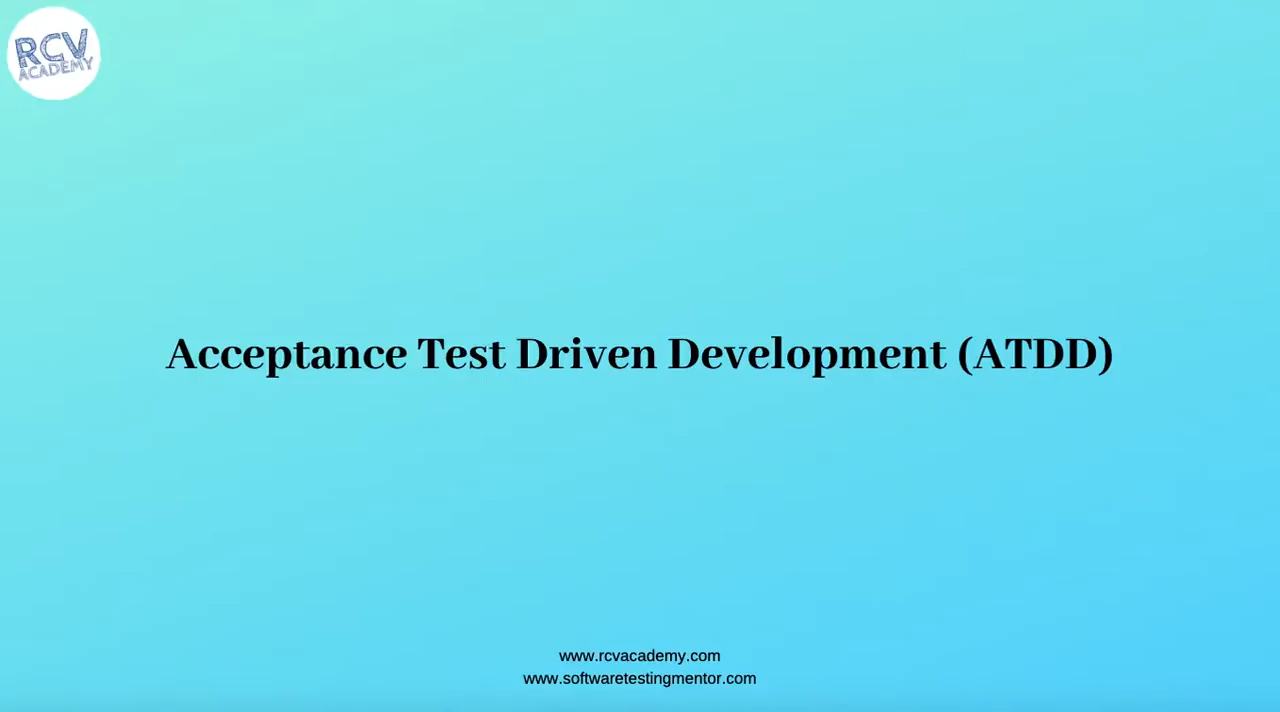 RCV
ACADEMY
Acceptance Test Driven Development (ATDD)
www.rcvacademy.com
www.softwaretestingmentor.com